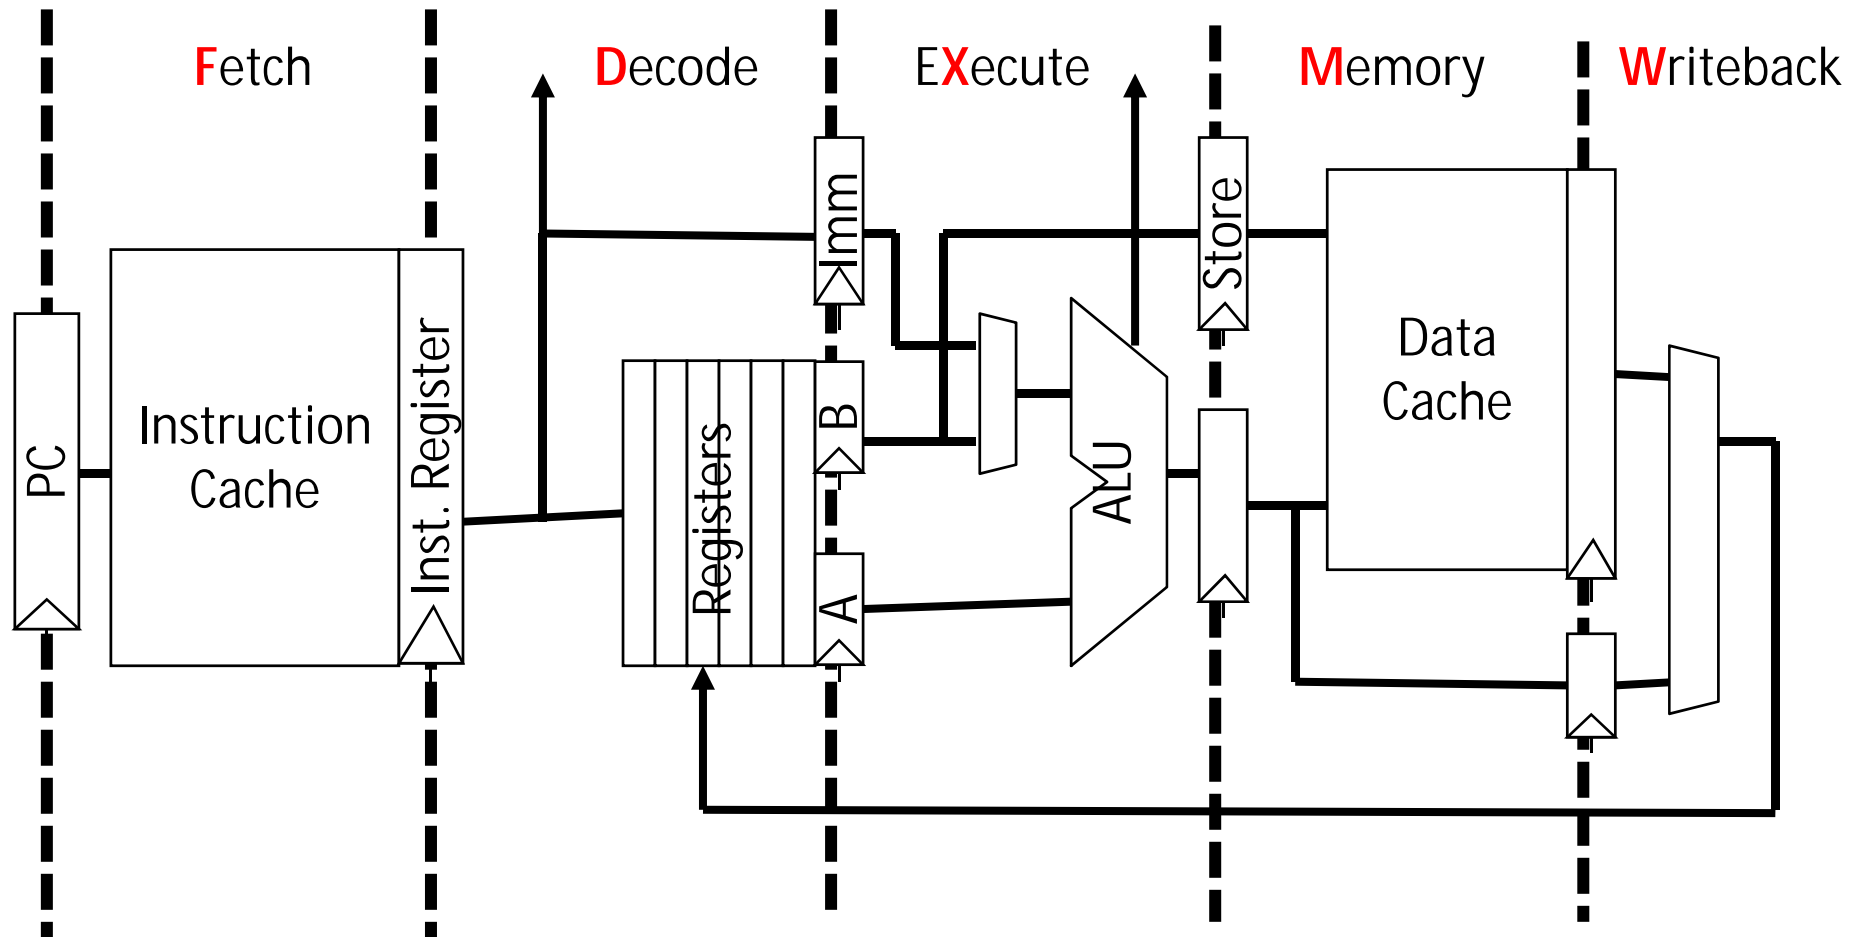 Fetch
Decode
EXecute
Memory
Writeback
PC
Instruction
Cache
Inst. Register
Registers
Imm
B
A
ALU
Store
Data
Cache